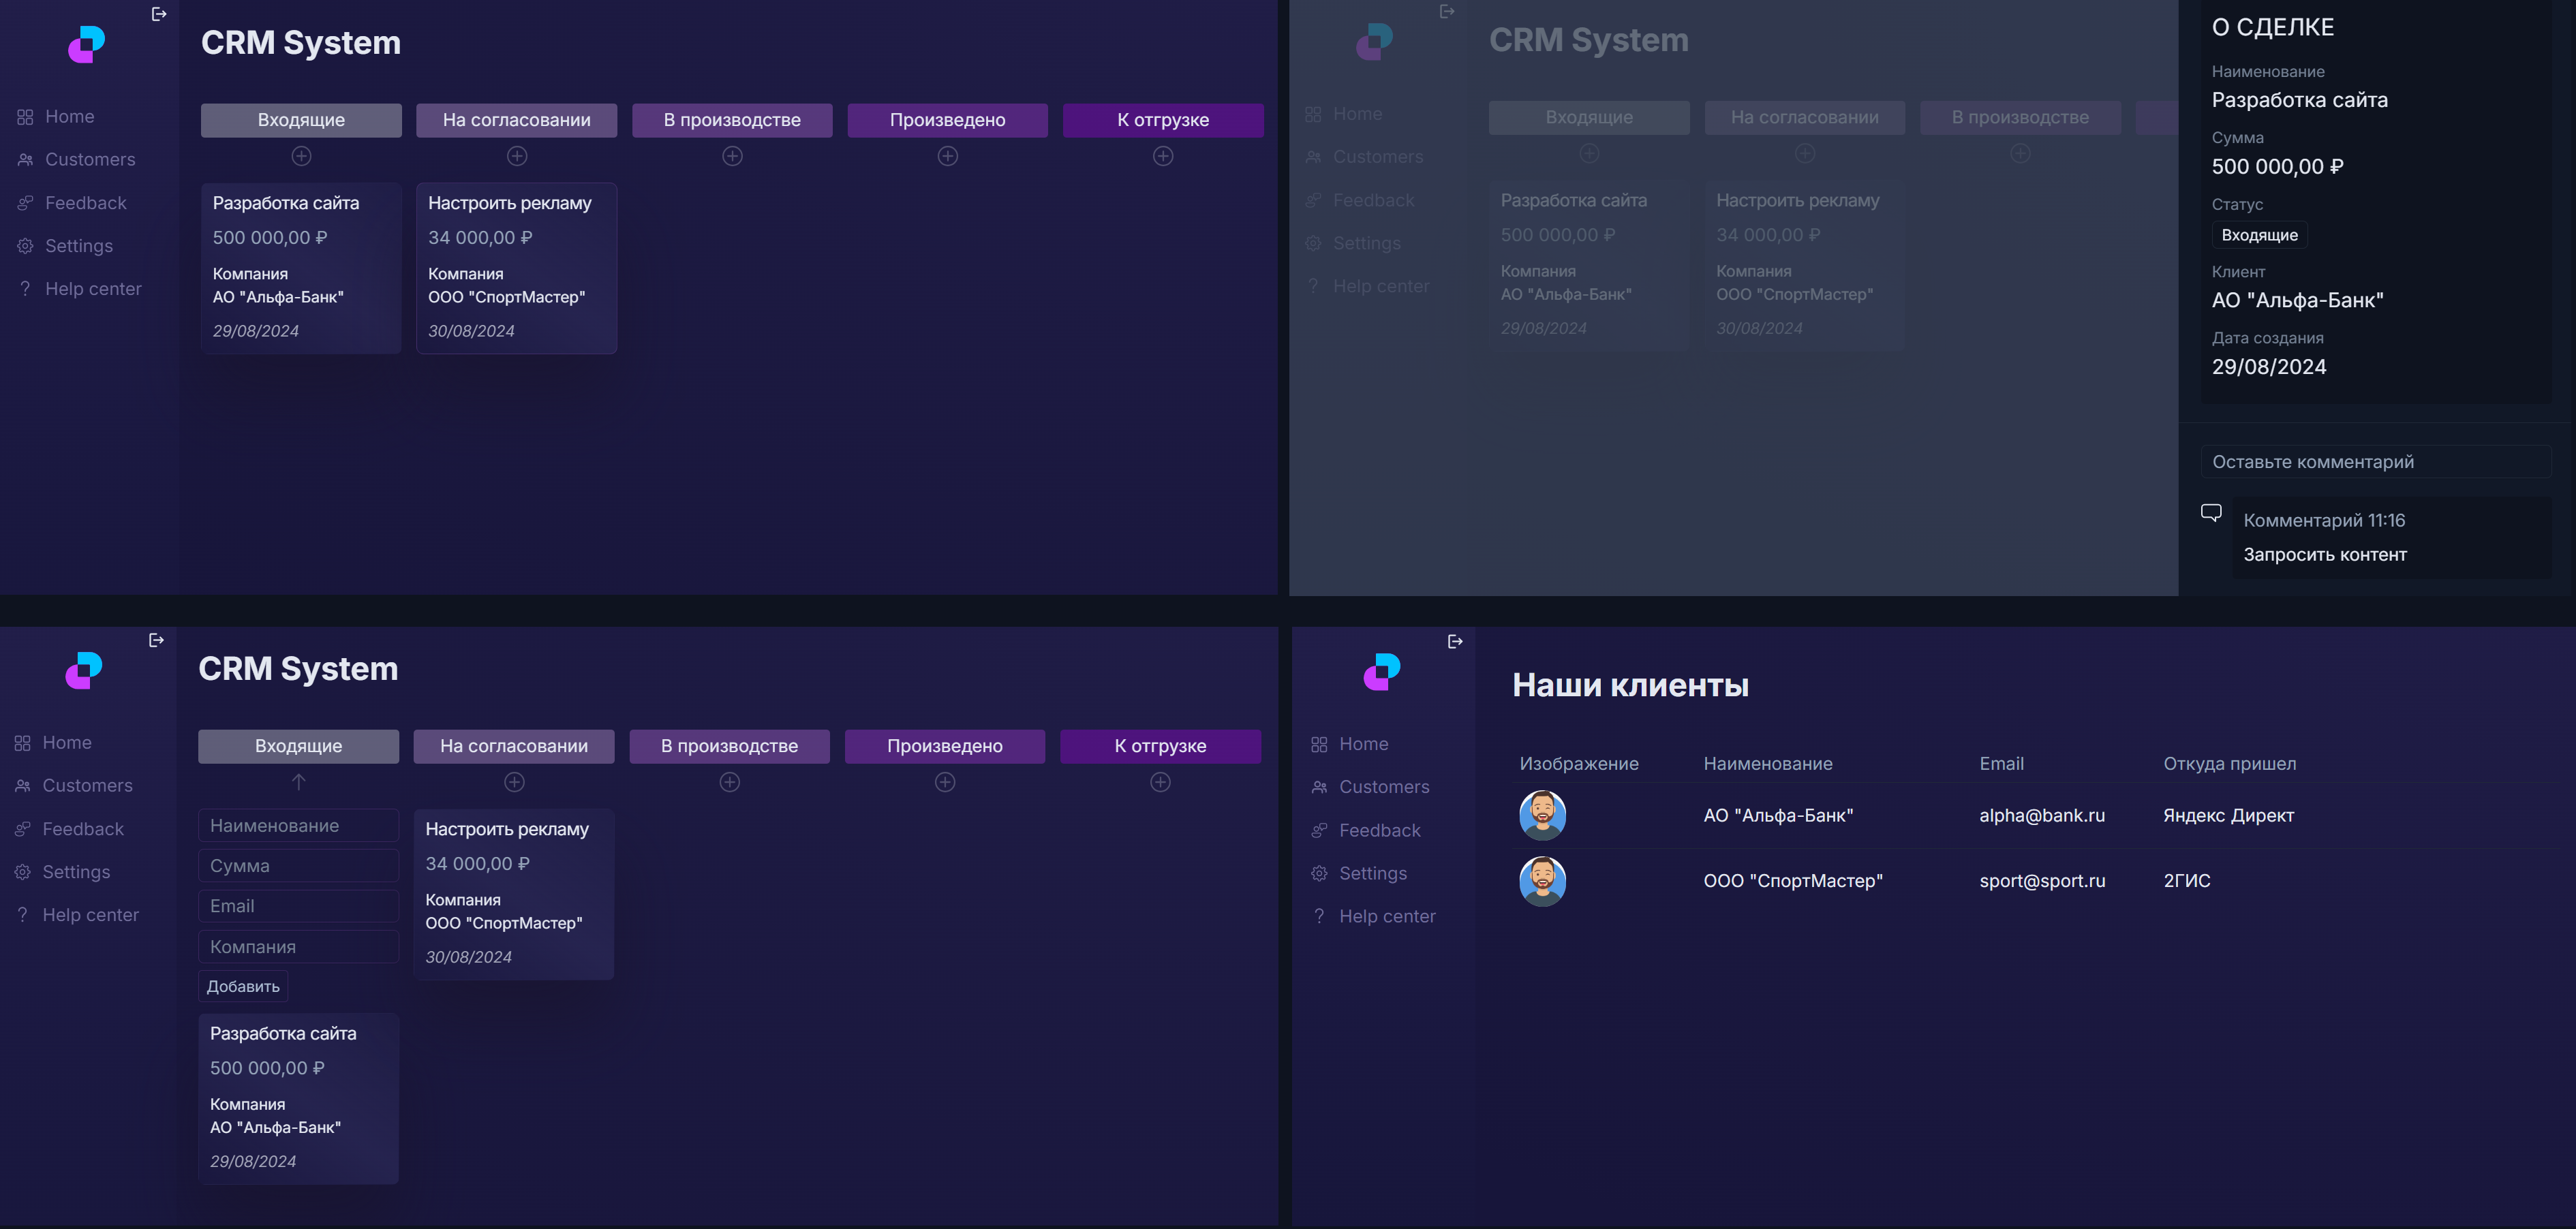 CRM System
Home
Customers
Feedback
Settings
Help center
Входящие
На согласовании
В производстве
Произведено
К отгрузке
Разработка сайта
500 000,00 ₽
Компания
АО "Альфа-Банк"
29/08/2024
Настроить рекламу
34 000,00 ₽
Компания
ООО "СпортМастер"
30/08/2024
CRM System
Home
Customers
Feedback
Settings
Help center
Входящие
На согласовании
В производстве
Разработка сайта
500 000,00 ₽
Компания
АО "Альфа-Банк"
29/08/2024
Настроить рекламу
34 000,00 ₽
Компания
ООО "СпортМастер"
30/08/2024
О СДЕЛКЕ
Наименование
Разработка сайта
Сумма
500 000,00 ₽
Статус
Входящие
Клиент
АО "Альфа-Банк"
Дата создания
29/08/2024
Оставьте комментарий
Комментарий 11:16
Запросить контент
CRM System
Home
Customers
Feedback
Settings
Help center
Входящие
На согласовании
В производстве
Произведено
К отгрузке
Наименование
Сумма
Email
Компания
Добавить
Разработка сайта
500 000,00 ₽
Компания
АО "Альфа-Банк"
29/08/2024
Настроить рекламу
34 000,00 ₽
Компания
ООО "СпортМастер"
30/08/2024
Home
Customers
Feedback
Settings
Help center
Наши клиенты
Изображение Наименование Email Откуда пришел
АО "Альфа-Банк" alpha@bank.ru Яндекс Директ
ООО "СпортМастер" sport@sport.ru 2ГИС